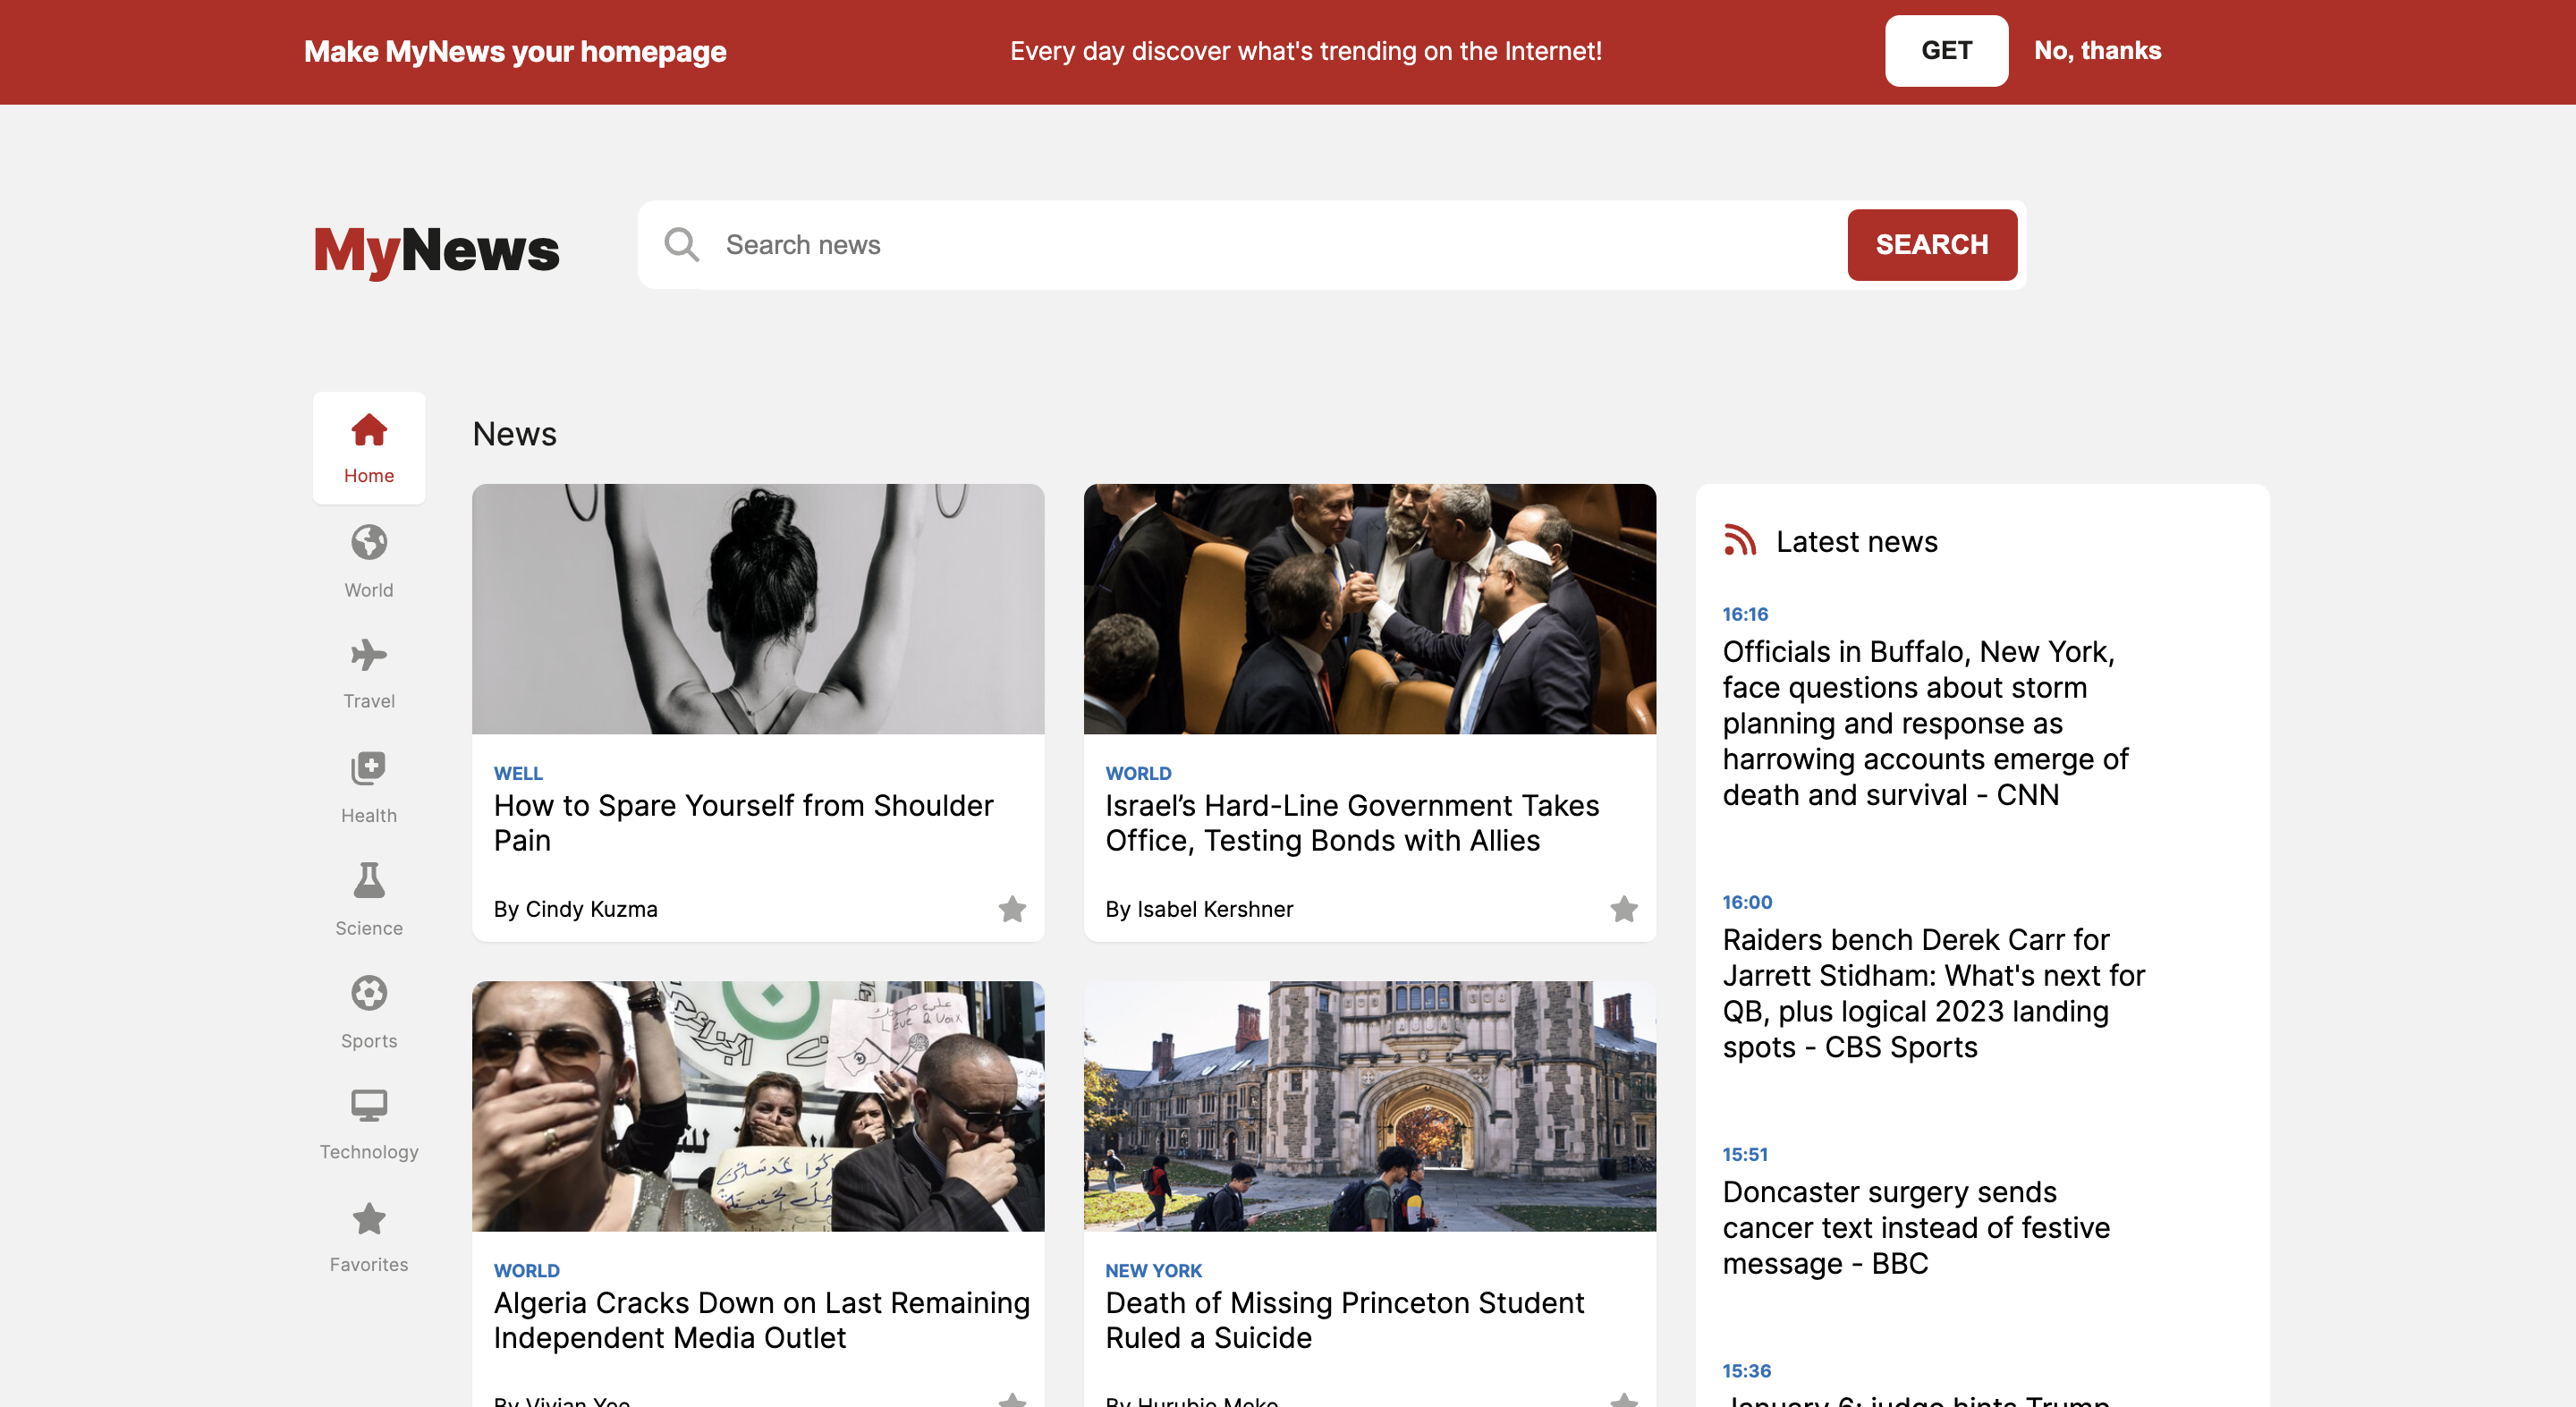 Make MyNews your homepage
Every day discover what's trending on the Internet!
GET
No, thanks
MyNews
Search news
SEARCH
Home
World
Travel
Health
Science
Sports
Technology
Favorites
News
WELL
How to Spare Yourself from Shoulder
Pain
By Cindy Kuzma
WORLD
Israel’s Hard-Line Government Takes
Office, Testing Bonds with Allies
By Isabel Kershner
Love & Voix
WORLD
Algeria Cracks Down on Last Remaining
Independent Media Outlet
By Vivian Yee
NEW YORK
Death of Missing Princeton Student
Ruled a Suicide
By Hurubie Meko
Latest news
16:16
Officials in Buffalo, New York,
face questions about storm
planning and response as
harrowing accounts emerge of
death and survival - CNN
16:00
Raiders bench Derek Carr for
Jarrett Stidham: What's next for
QB, plus logical 2023 landing
spots - CBS Sports
15:51
Doncaster surgery sends
cancer text instead of festive
message - BBC
15:36
January 6: judge hints Trump